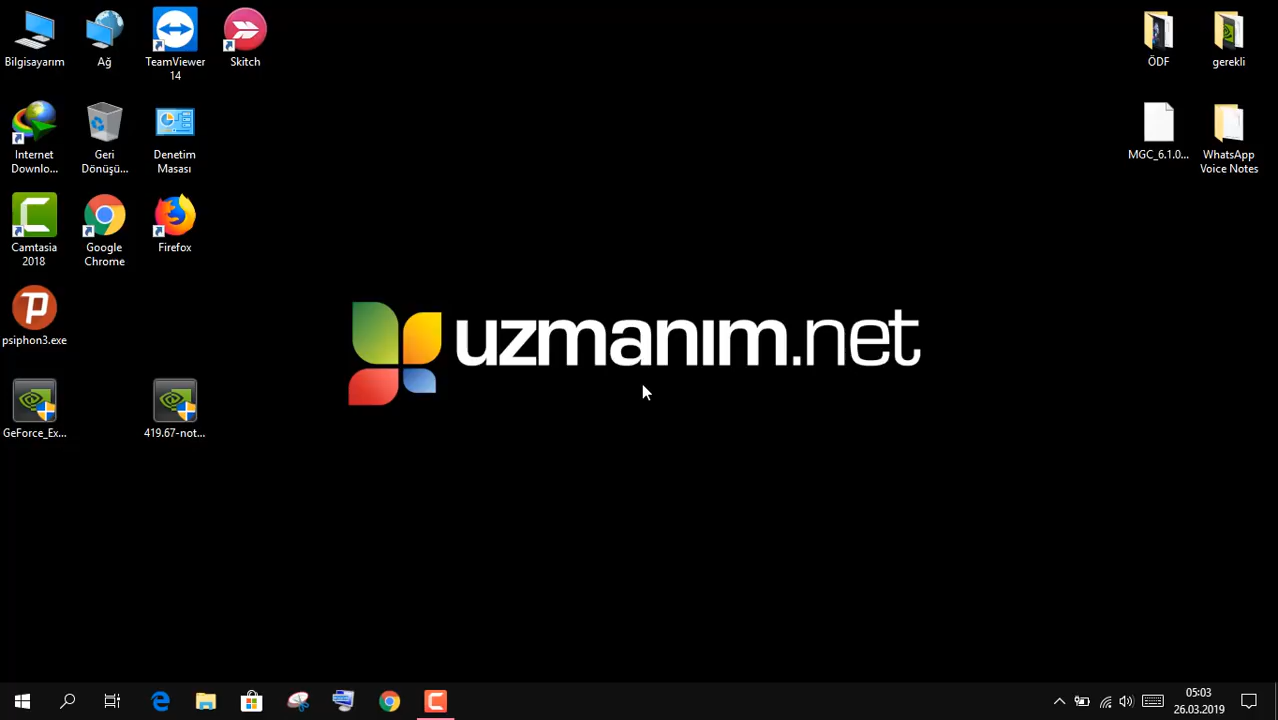 Bilgisayarım
Ağ
TeamViewer
14
Skitch
ÖDF
gerekli
Internet
Downlo...
Geri
Dönüşü...
Denetim
Masası
MGC_6.1.0...
WhatsApp
Voice Notes
Camtasia
2018
Google
Chrome
Firefox
psiphon3.exe
uzmanım.net
GeForce_Ex...
419.67-not...
05:03
26.03.2019